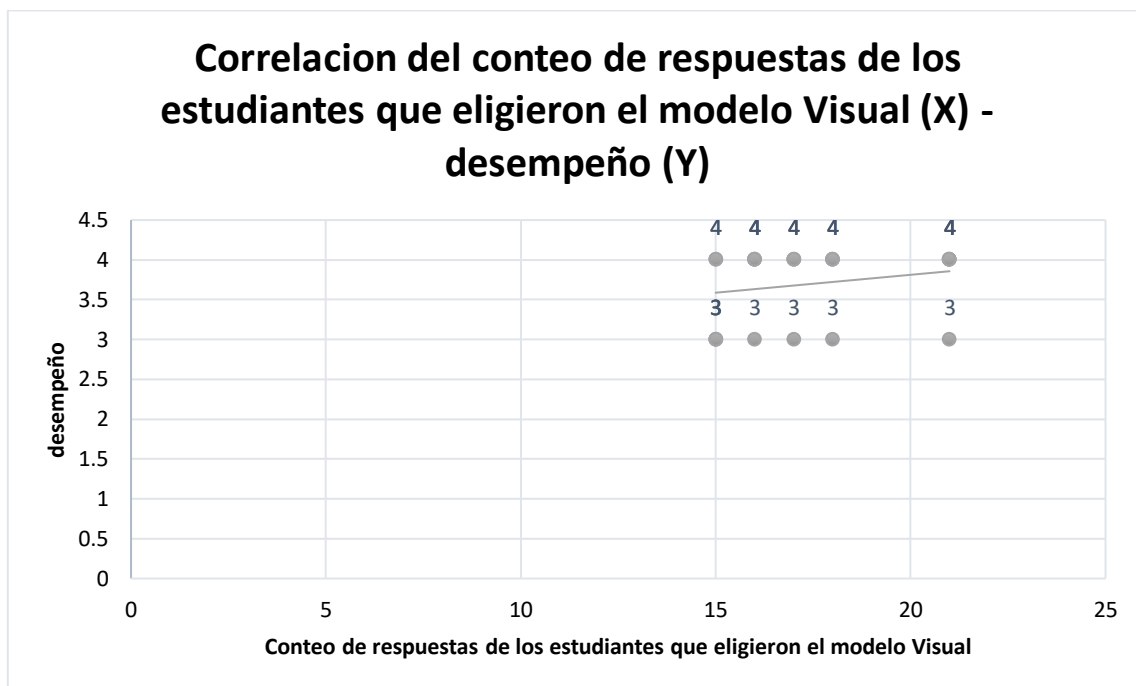 Correlacion del conteo de respuestas de los
estudiantes que eligieron el modelo Visual (X) -
desempeño (Y)
4.5
4
3.5
3
2.5
2
1.5
1
0.5
0
desempeño
4 4 4 4 4
3 3 3 3 3
0 5 10 15 20 25
Conteo de respuestas de los estudiantes que eligieron el modelo Visual